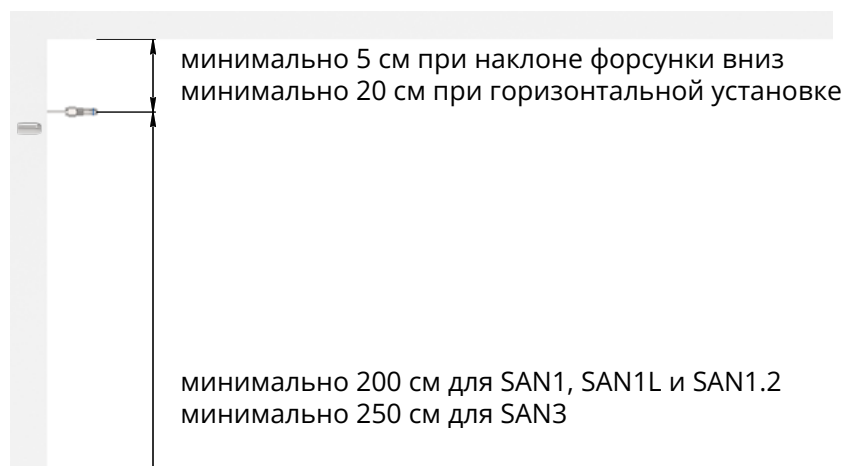 минимально 5 см при наклоне форсунки вниз
минимально 20 см при горизонтальной установке
минимально 200 см для SAN1, SAN1L и SAN1.2
минимально 250 см для SAN3